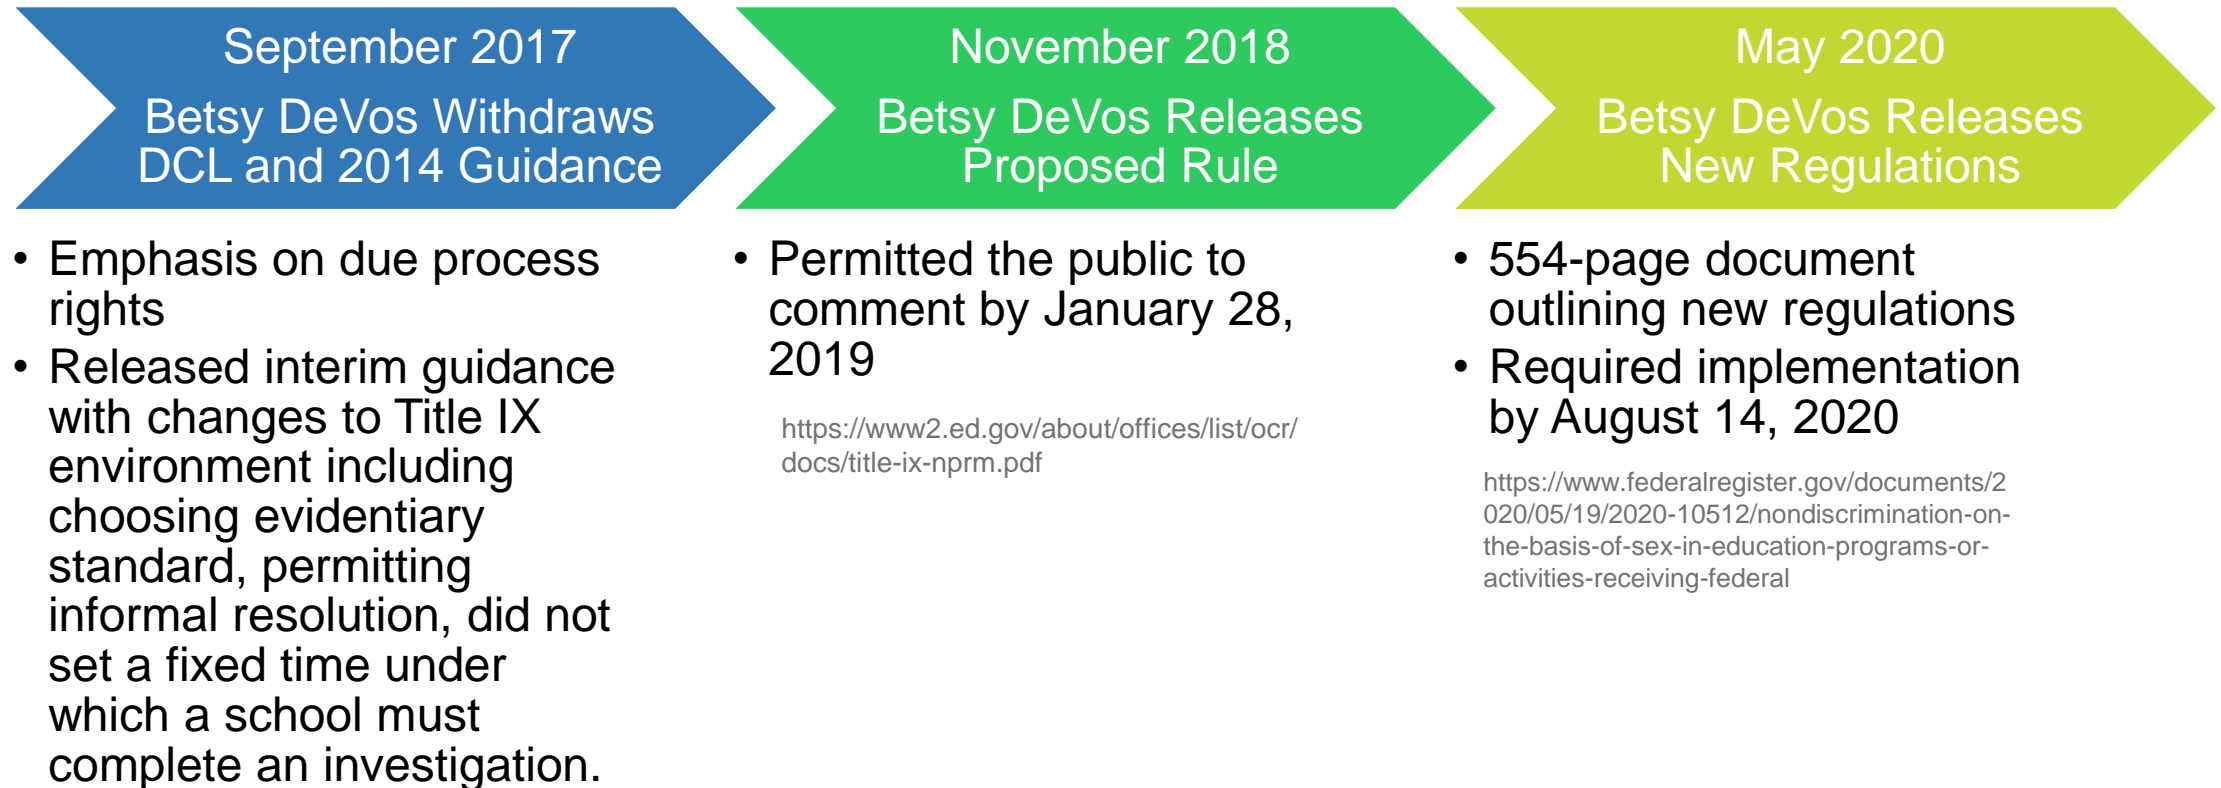 September 2017
Betsy DeVos Withdraws
DCL and 2014 Guidance
• Emphasis on due process
rights
• Released interim guidance
with changes to Title IX
environment including
choosing evidentiary
standard, permitting
informal resolution, did not
set a fixed time under
which a school must
complete an investigation.
November 2018
Betsy DeVos Releases
Proposed Rule
• Permitted the public to
comment by January 28,
2019
https://www2.ed.gov/about/offices/list/ocr/
docs/title-ix-nprm.pdf
May 2020
Betsy DeVos Releases
New Regulations
• 554-page document
outlining new regulations
• Required implementation
by August 14, 2020
https://www.federalregister.gov/documents/2
020/05/19/2020-10512/nondiscrimination-on-
the-basis-of-sex-in-education-programs-or-
activities-receiving-federal